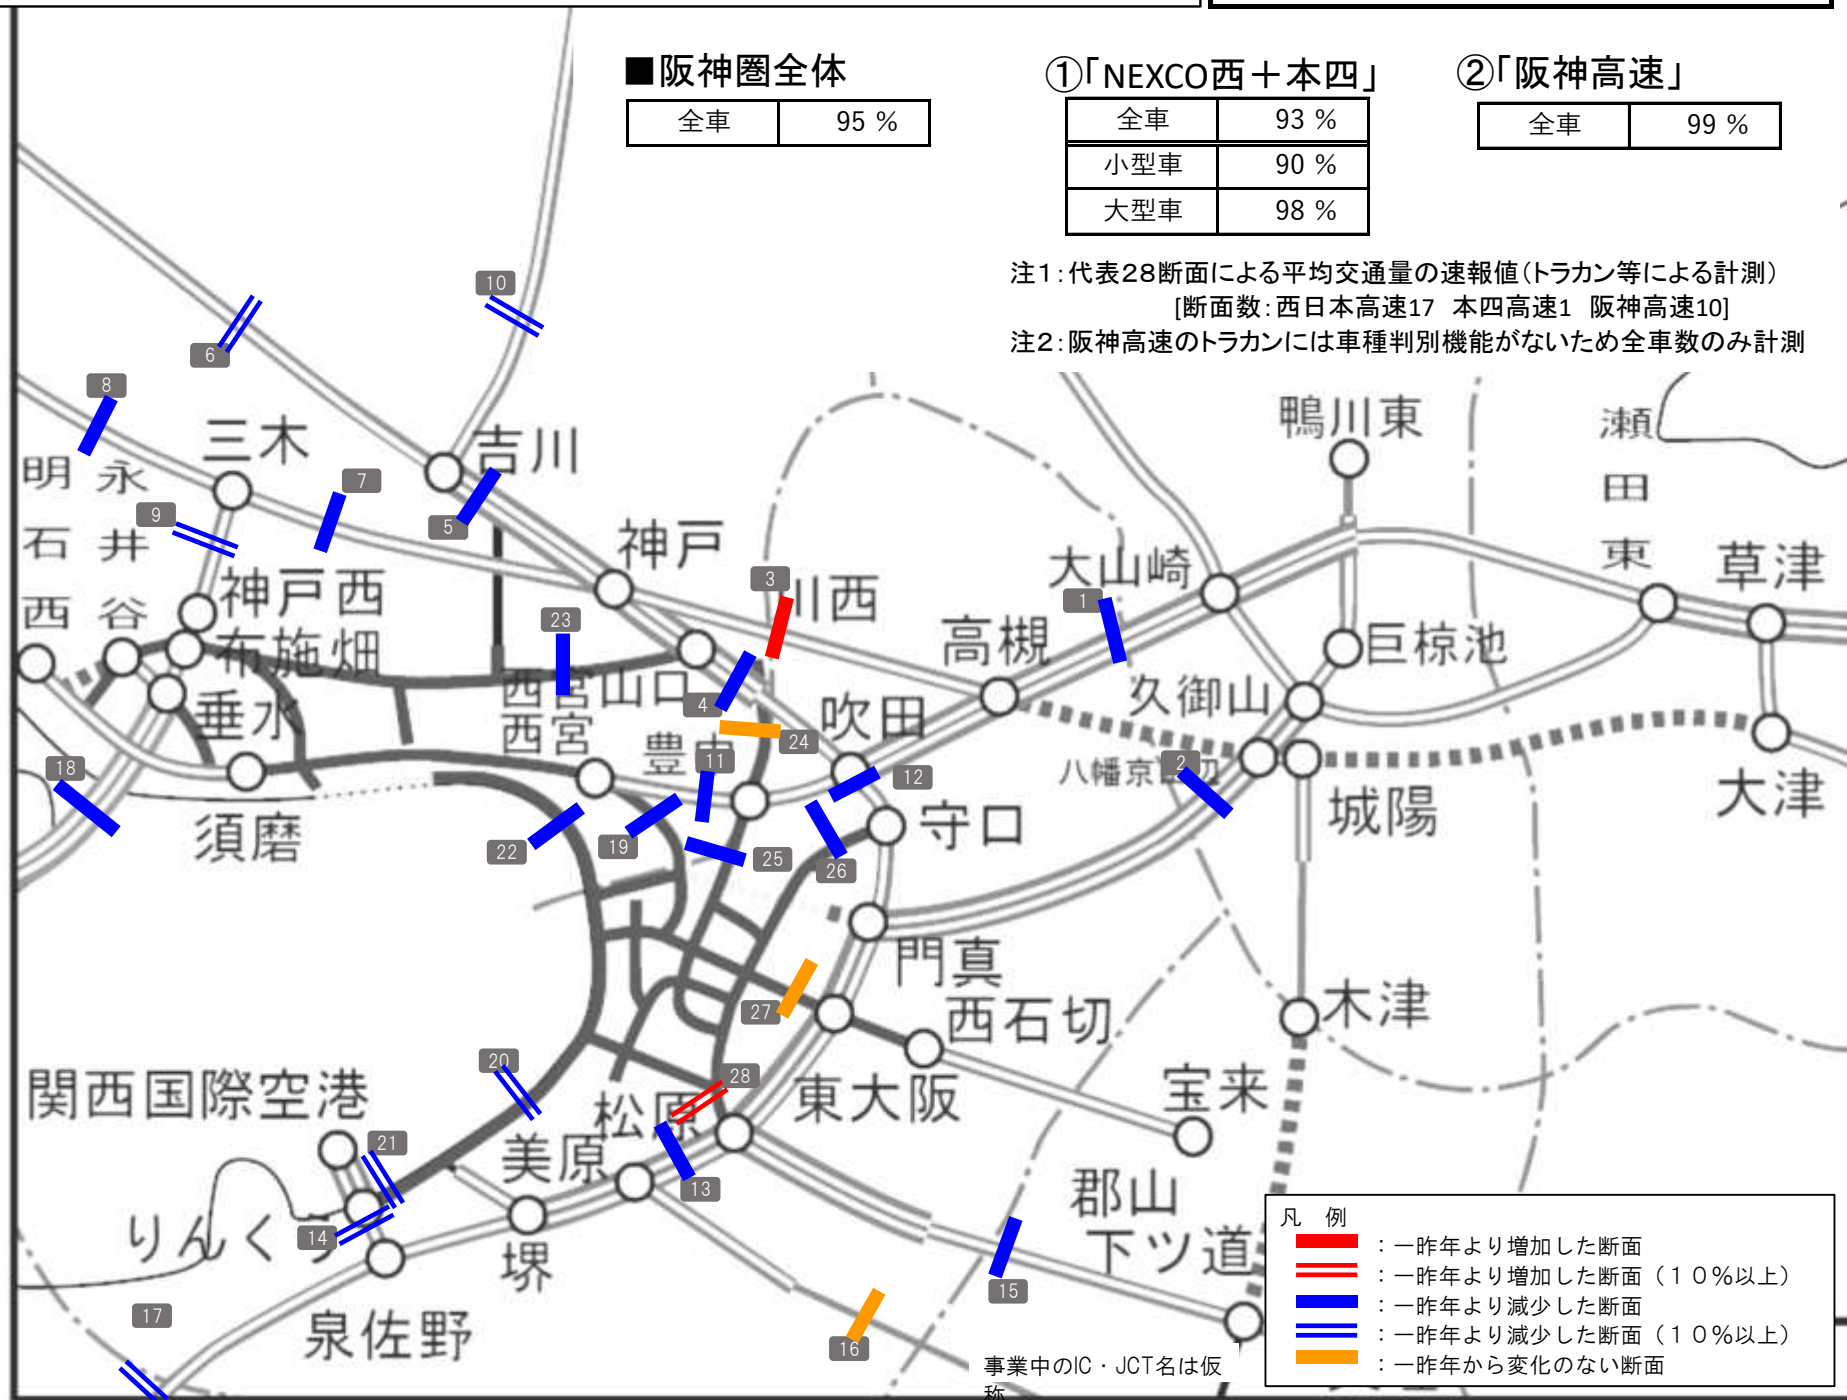 ■阪神圏全体
全車 95 %
①「NEXCO西＋本四」
全車 93 %
小型車 90 %
大型車 98 %
②「阪神高速」
全車 99 %
注１：代表２８断面による平均交通量の速報値（トラカン等による計測）
[断面数：西日本高速17 本四高速1 阪神高速10]
注２：阪神高速のトラカンには車種判別機能がないため全車数のみ計測
10
6
8
三木
吉川
鴨川東
瀬田東
明石西
永井谷
7
9
5
神戸
神戸西
3
川西
大山崎
1
草津
23
布施畑
高槻
巨椋池
西宮山口
4
久御山
垂水
西宮
吹田
24
豊中
11
12
八幡京田辺
2
18
城陽
大津
須磨
守口
22
19
25
26
門真
27
西石切
木津
20
28
関西国際空港
松原
東大阪
宝来
21
美原
13
郡山下ツ道
りんくう
14
堺
15
17
泉佐野
16
事業中のIC・JCT名は仮
称
凡 例
：一昨年より増加した断面
：一昨年より増加した断面（１０％以上）
：一昨年より減少した断面
：一昨年より減少した断面（１０％以上）
：一昨年から変化のない断面